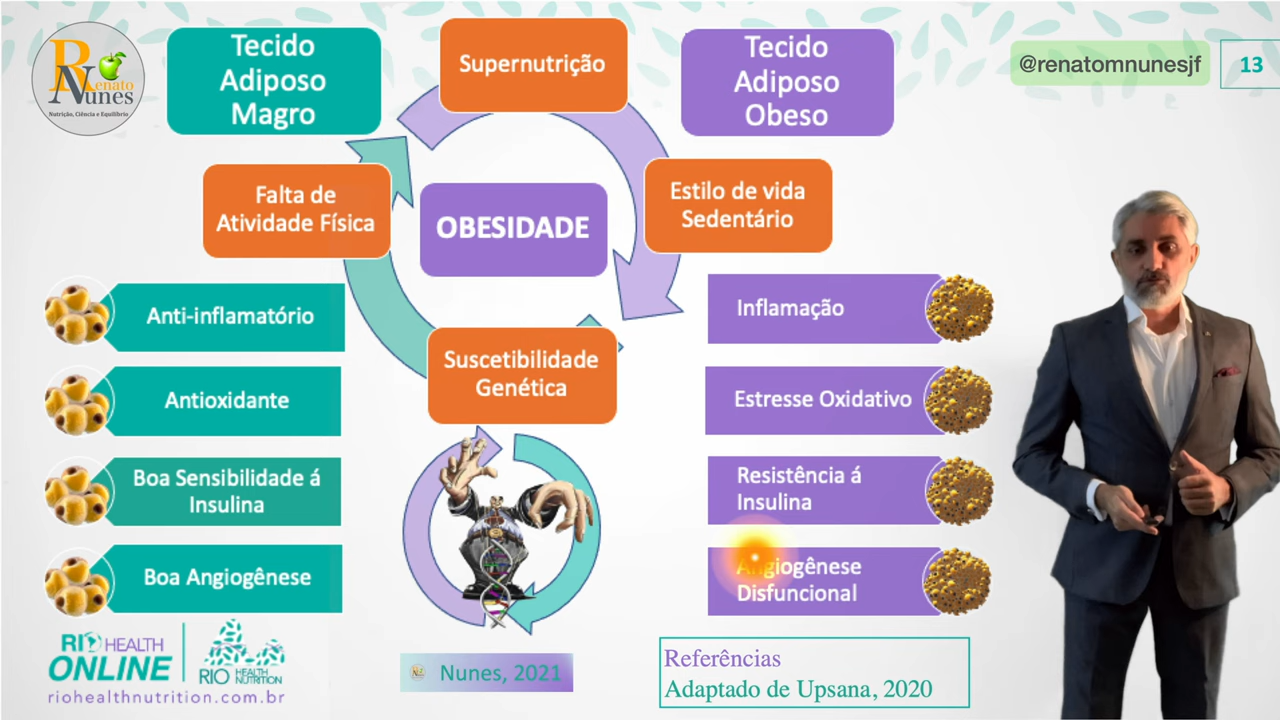 Renato
Nunes
Nutrição, Ciência e Equilíbrio
Tecido
Adiposo
Magro
Supernutrição
Tecido
Adiposo
Obeso
@renatomnunesjf
13
Falta de
Atividade Física
OBESIDADE
Estilo de vida
Sedentário
Suscetibilidade
Genética
Anti-inflamatório
Antioxidante
Boa Sensibilidade á
Insulina
Boa Angiogênese
Inflamação
Estresse Oxidativo
Resistência á
Insulina
Angiogênese
Disfuncional
RIO HEALTH
ONLINE
RIO HEALTH
NUTRITION
riohealthnutrition.com.br
Nunes, 2021
Referências
Adaptado de Upsana, 2020